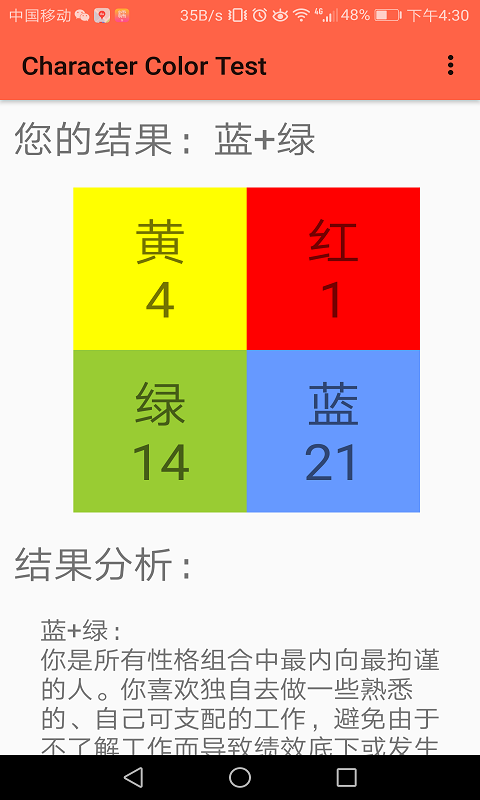 中国移动 35B/s 4G 48% 下午4:30
Character Color Test
您的结果：蓝+绿
黄 红
4 1
绿 蓝
14 21
结果分析：
蓝+绿：
你是所有性格组合中最内向最拘谨
的人。你喜欢独自去做一些熟悉
的、自己可支配的工作，避免由于
不了解工作而导致绩效底下或发生